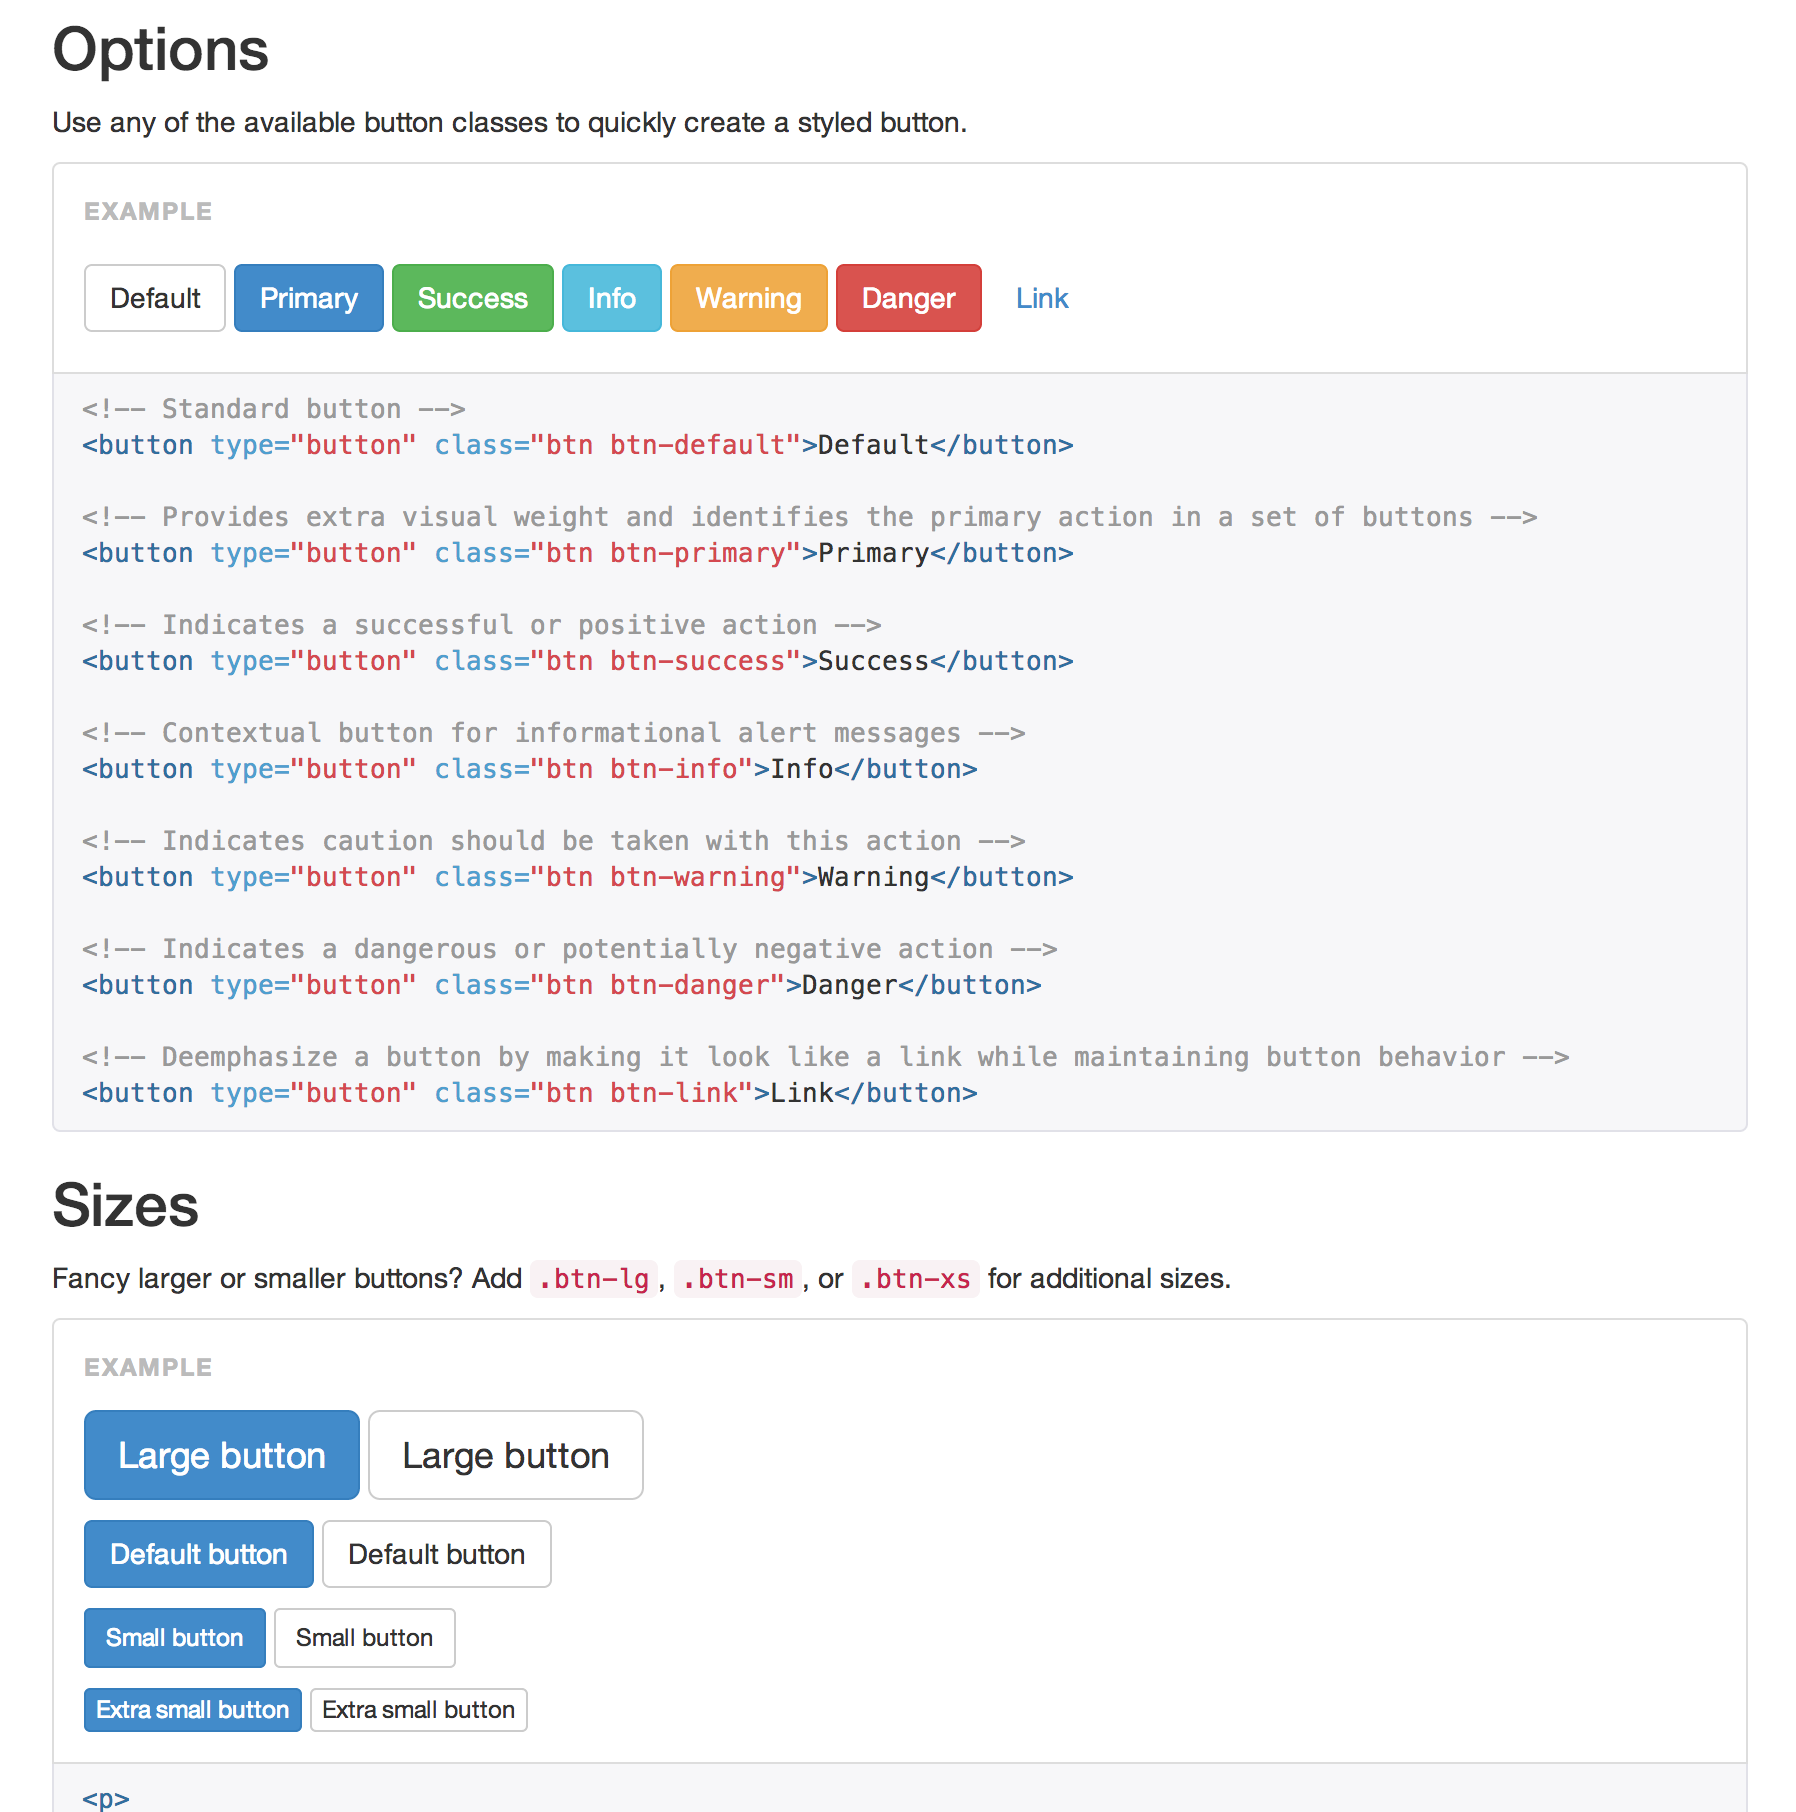 Options
Use any of the available button classes to quickly create a styled button.
EXAMPLE
Default Primary Success Info Warning Danger Link
<!-- Standard button -->
<button type="button" class="btn btn-default">Default</button>
<!-- Provides extra visual weight and identifies the primary action in a set of buttons -->
<button type="button" class="btn btn-primary">Primary</button>
<!-- Indicates a successful or positive action -->
<button type="button" class="btn btn-success">Success</button>
<!-- Contextual button for informational alert messages -->
<button type="button" class="btn btn-info">Info</button>
<!-- Indicates caution should be taken with this action -->
<button type="button" class="btn btn-warning">Warning</button>
<!-- Indicates a dangerous or potentially negative action -->
<button type="button" class="btn btn-danger">Danger</button>
<!-- Deemphasize a button by making it look like a link while maintaining button behavior -->
<button type="button" class="btn btn-link">Link</button>
Sizes
Fancy larger or smaller buttons? Add .btn-lg, .btn-sm, or .btn-xs for additional sizes.
EXAMPLE
Large button Large button
Default button Default button
Small button Small button
Extra small button Extra small button
<p>